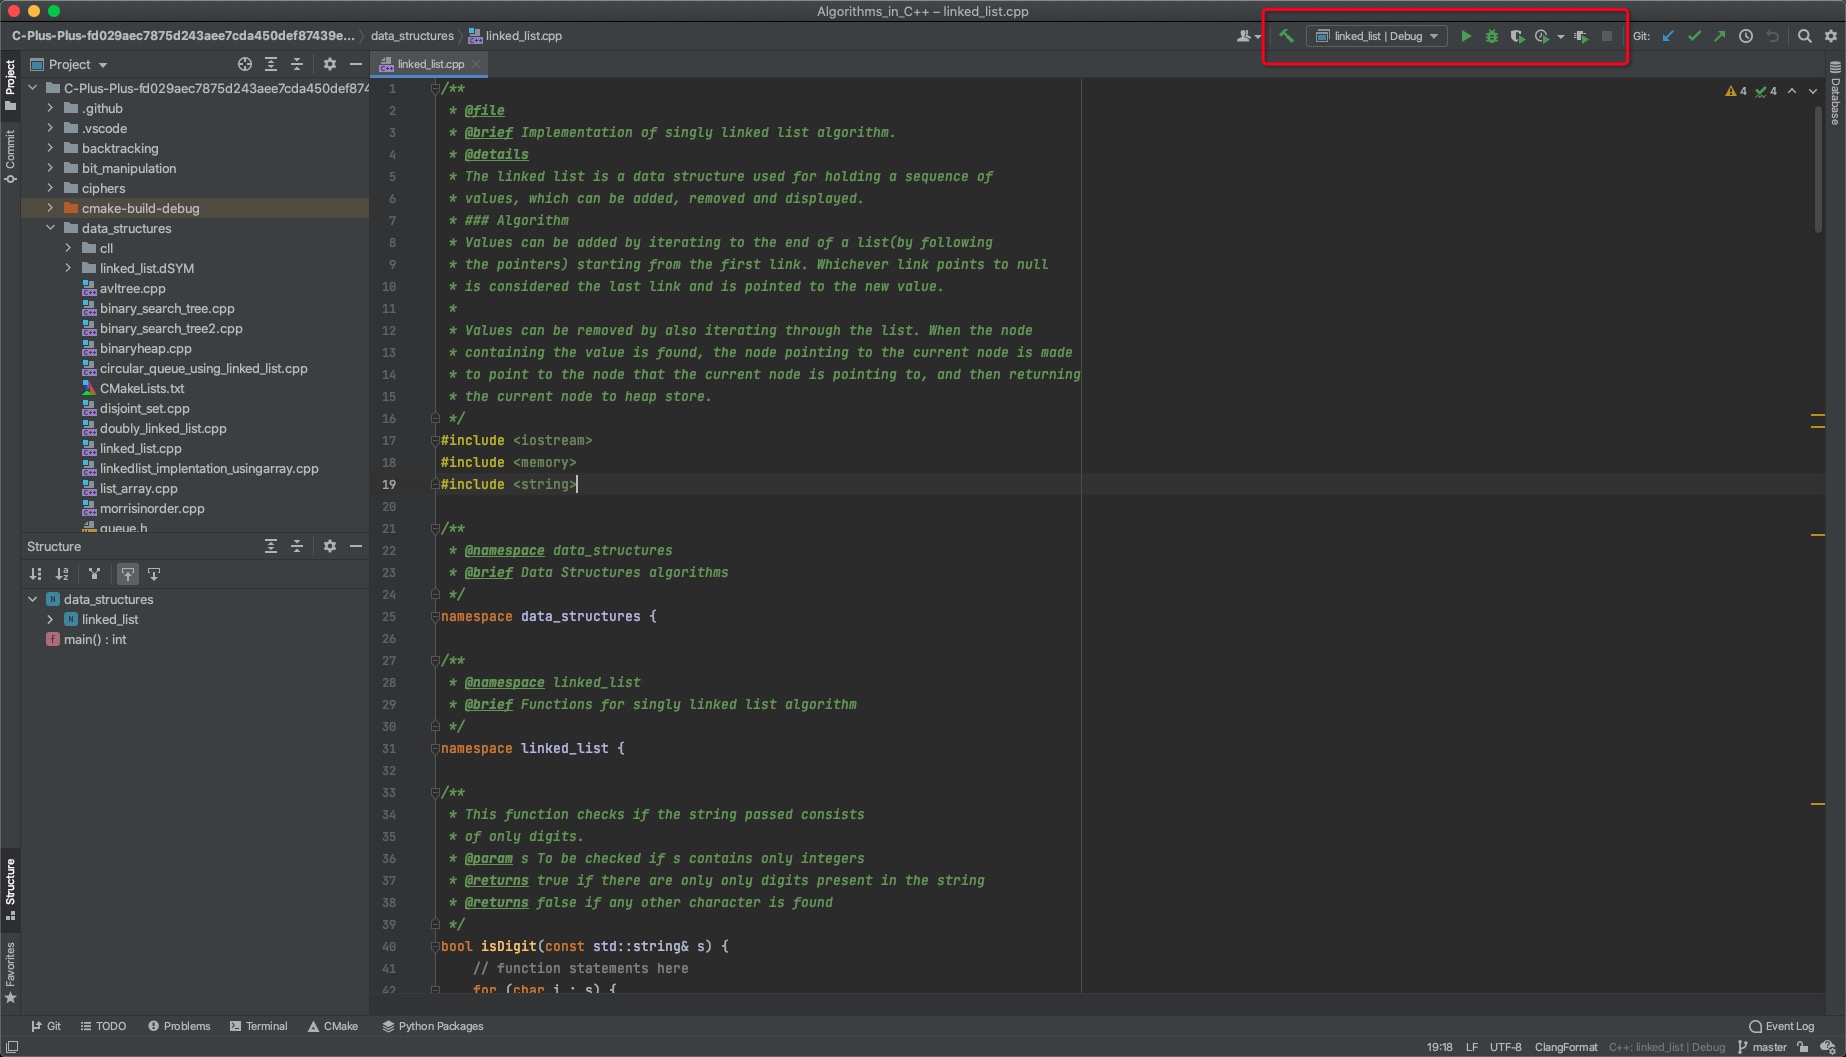 Algorithms_in_C++ – linked_list.cpp
C-Plus-Plus-fd029aec7875d243aee7cda450def87439e... data_structures linked_list.cpp
linked_list | Debug
Git:
Project
Commit
Structure
Favorites
Project
C-Plus-Plus-fd029aec7875d243aee7cda450def874
.github
.vscode
backtracking
bit_manipulation
ciphers
cmake-build-debug
data_structures
cll
linked_list.dSYM
avltree.cpp
binary_search_tree.cpp
binary_search_tree2.cpp
binaryheap.cpp
circular_queue_using_linked_list.cpp
CMakeLists.txt
disjoint_set.cpp
doubly_linked_list.cpp
linked_list.cpp
linkedlist_implentation_usingarray.cpp
list_array.cpp
morrisinorder.cpp
queue.h
Structure
data_structures
linked_list
main() : int
linked_list.cpp
4 4
Database
1 /**
2 * @file
3 * @brief Implementation of singly linked list algorithm.
4 * @details
5 * The linked list is a data structure used for holding a sequence of
6 * values, which can be added, removed and displayed.
7 * ### Algorithm
8 * Values can be added by iterating to the end of a list(by following
9 * the pointers) starting from the first link. Whichever link points to null
10 * is considered the last link and is pointed to the new value.
11 *
12 * Values can be removed by also iterating through the list. When the node
13 * containing the value is found, the node pointing to the current node is made
14 * to point to the node that the current node is pointing to, and then returning
15 * the current node to heap store.
16 */
17 #include <iostream>
18 #include <memory>
19 #include <string>
20
21 /**
22 * @namespace data_structures
23 * @brief Data Structures algorithms
24 */
25 namespace data_structures {
26
27 /**
28 * @namespace linked_list
29 * @brief Functions for singly linked list algorithm
30 */
31 namespace linked_list {
32
33 /**
34 * This function checks if the string passed consists
35 * of only digits.
36 * @param s To be checked if s contains only integers
37 * @returns true if there are only only digits present in the string
38 * @returns false if any other character is found
39 */
40 bool isDigit(const std::string& s) {
41 // function statements here
42 for (char i : s) {
Git TODO Problems Terminal CMake Python Packages Event Log
19:18 LF UTF-8 ClangFormat C++: linked_list | Debug master